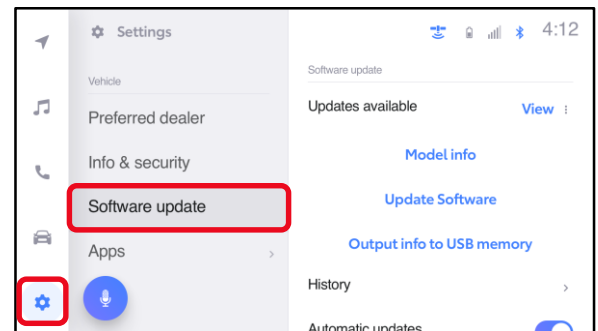 Settings
4:12
Vehicle
Preferred dealer
Info & security
Software update
Apps
Software update
Updates available View
Model info
Update Software
Output info to USB memory
History
Automatic updates